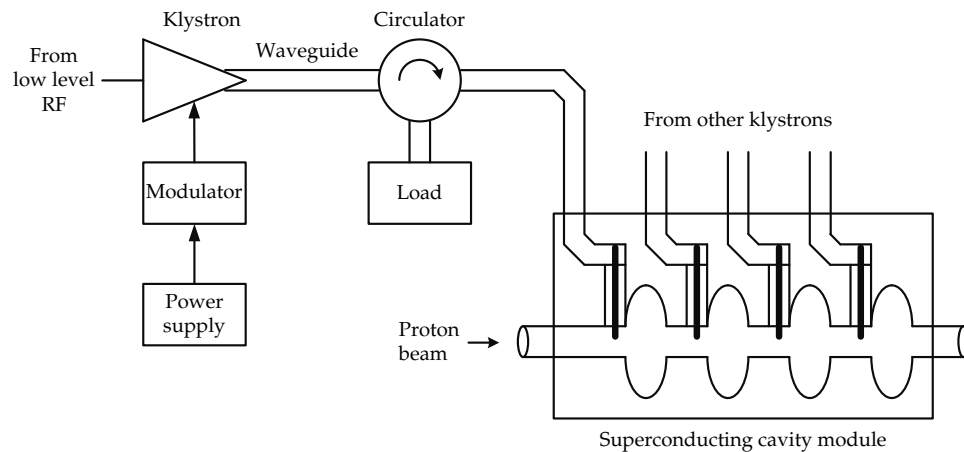 Klystron
Circulator
Waveguide
From
low level
RF
From other klystrons
Modulator
Load
Power
supply
Proton
beam
Superconducting cavity module